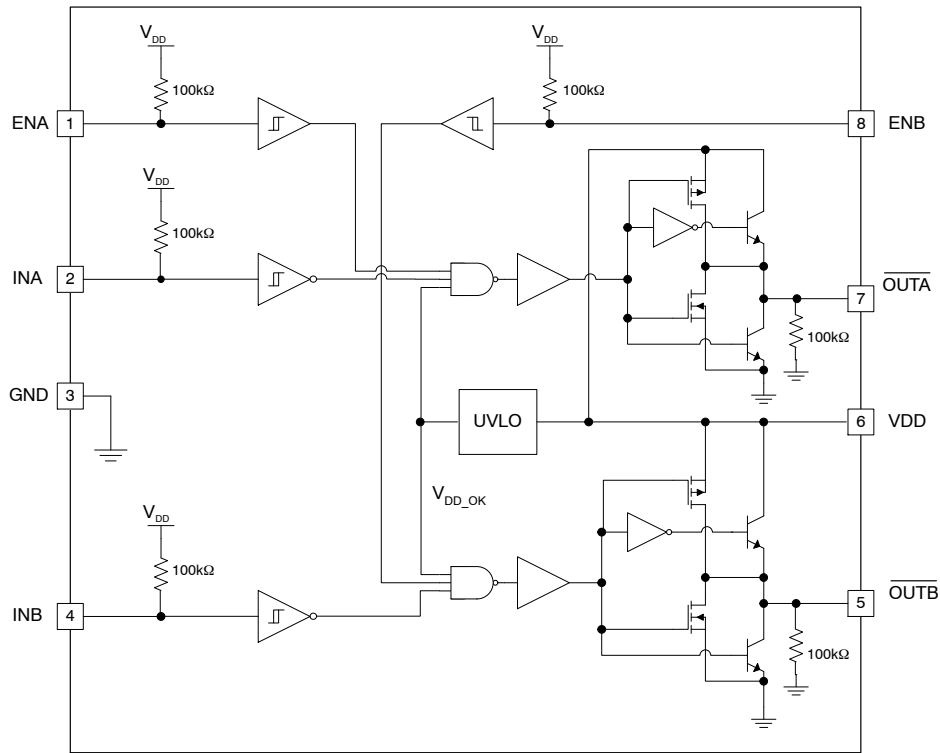 V_DD
V_DD
100kΩ
100kΩ
ENA
1
8
ENB
V_DD
100kΩ
INA
2
7
OUTA
100kΩ
GND
3
UVLO
6
VDD
V_DD_OK
V_DD
100kΩ
INB
4
5
OUTB
100kΩ